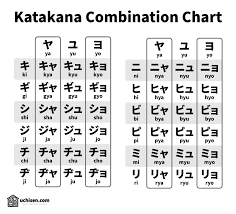 Katakana Combination Chart
ヤ ユ ヨ
ya yu yo
キ キャ キュ キョ
ki kya kyu kyo
ギ ギャ ギュ ギョ
gi gya gyu gyo
シ シャ シュ ショ
shi sha shu sho
ジ ジャ ジュ ジョ
ji ja ju jo
チ チャ チュ チョ
chi cha chu cho
ヂ ヂャ ヂュ ヂョ
ji ja ju jo
ヤ ユ ヨ
ya yu yo
ニ ニャ ニュ ニョ
ni nya nyu nyo
ヒ ヒャ ヒュ ヒョ
hi hya hyu hyo
ビ ビャ ビュ ビョ
bi bya byu byo
ピ ピャ ピュ ピョ
pi pya pyu pyo
ミ ミャ ミュ ミョ
mi mya myu myo
リ リャ リュ リョ
ri rya ryu ryo
uchisen.com